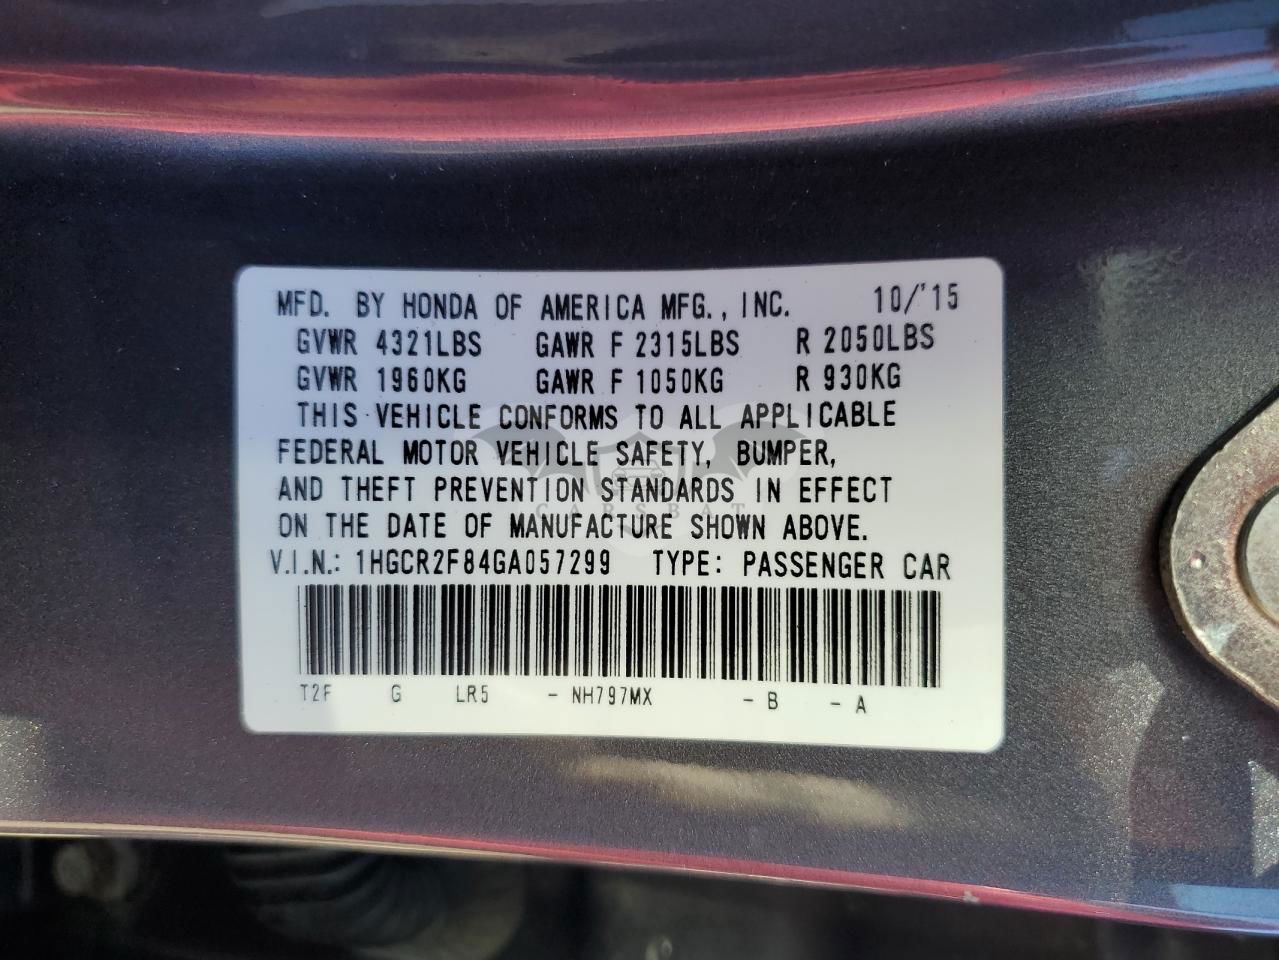 MFD. BY HONDA OF AMERICA MFG., INC. 10/'15
GVWR 4321LBS GAWR F 2315LBS R 2050LBS
GVWR 1960KG GAWR F 1050KG R 930KG
THIS VEHICLE CONFORMS TO ALL APPLICABLE
FEDERAL MOTOR VEHICLE SAFETY, BUMPER,
AND THEFT PREVENTION STANDARDS IN EFFECT
CARSBAT
ON THE DATE OF MANUFACTURE SHOWN ABOVE.
V.I.N.: 1HGCR2F84GA057299 TYPE: PASSENGER CAR
T2F G LR5 - NH797MX - B - A